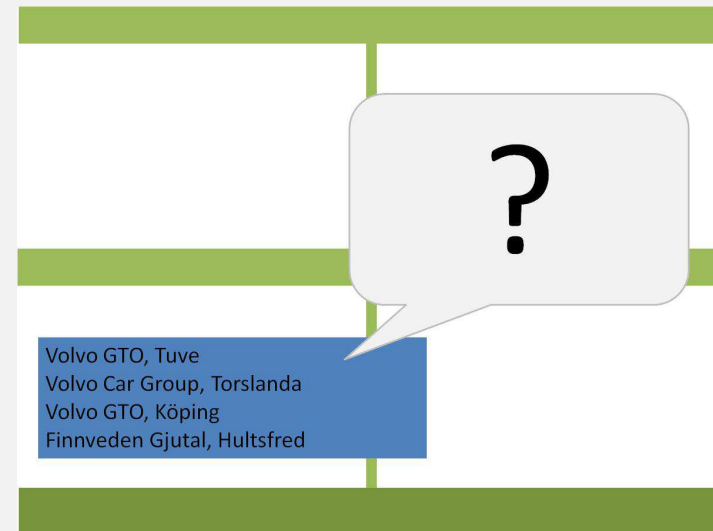 ?
Volvo GTO, Tuve
Volvo Car Group, Torslanda
Volvo GTO, Köping
Finnveden Gjutal, Hultsfred